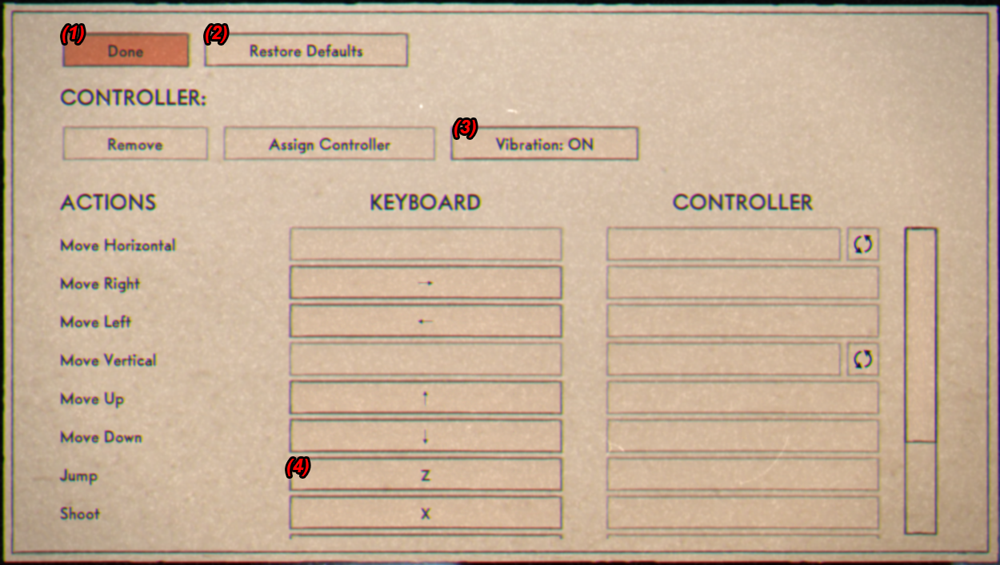 (1) Done (2) Restore Defaults
CONTROLLER:
Remove Assign Controller (3) Vibration: ON
ACTIONS KEYBOARD CONTROLLER
Move Horizontal
Move Right →
Move Left ←
Move Vertical
Move Up ↑
Move Down ↓
Jump (4) Z
Shoot X